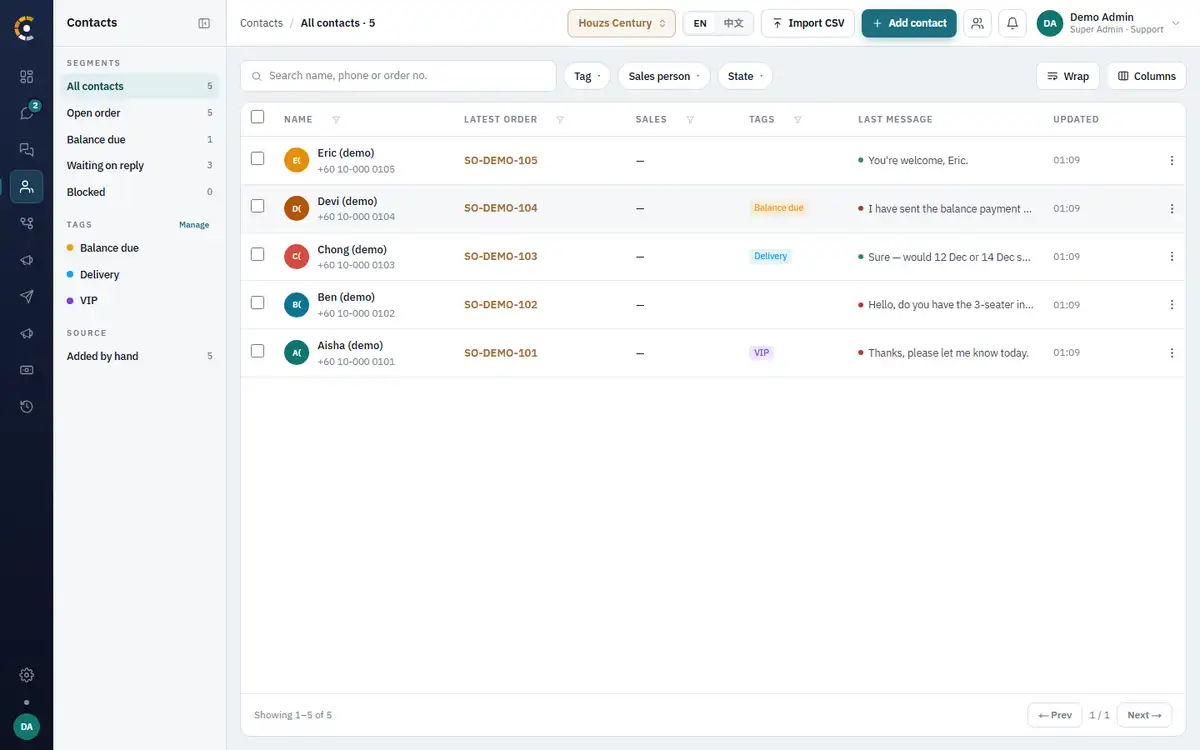 Contacts
SEGMENTS
All contacts 5
Open order 5
Balance due 1
Waiting on reply 3
Blocked 0
TAGS Manage
Balance due
Delivery
VIP
SOURCE
Added by hand 5
2
DA
Contacts / All contacts · 5
Houzs Century
EN 中文
Import CSV
+ Add contact
DA
Demo Admin
Super Admin · Support
Search name, phone or order no.
Tag
Sales person
State
Wrap
Columns
NAME LATEST ORDER SALES TAGS LAST MESSAGE UPDATED
E( Eric (demo) SO-DEMO-105 — You're welcome, Eric. 01:09
+60 10-000 0105
D( Devi (demo) SO-DEMO-104 — Balance due I have sent the balance payment ... 01:09
+60 10-000 0104
C( Chong (demo) SO-DEMO-103 — Delivery Sure — would 12 Dec or 14 Dec s... 01:09
+60 10-000 0103
B( Ben (demo) SO-DEMO-102 — Hello, do you have the 3-seater in... 01:09
+60 10-000 0102
A( Aisha (demo) SO-DEMO-101 — VIP Thanks, please let me know today. 01:09
+60 10-000 0101
Showing 1–5 of 5
← Prev 1 / 1 Next →